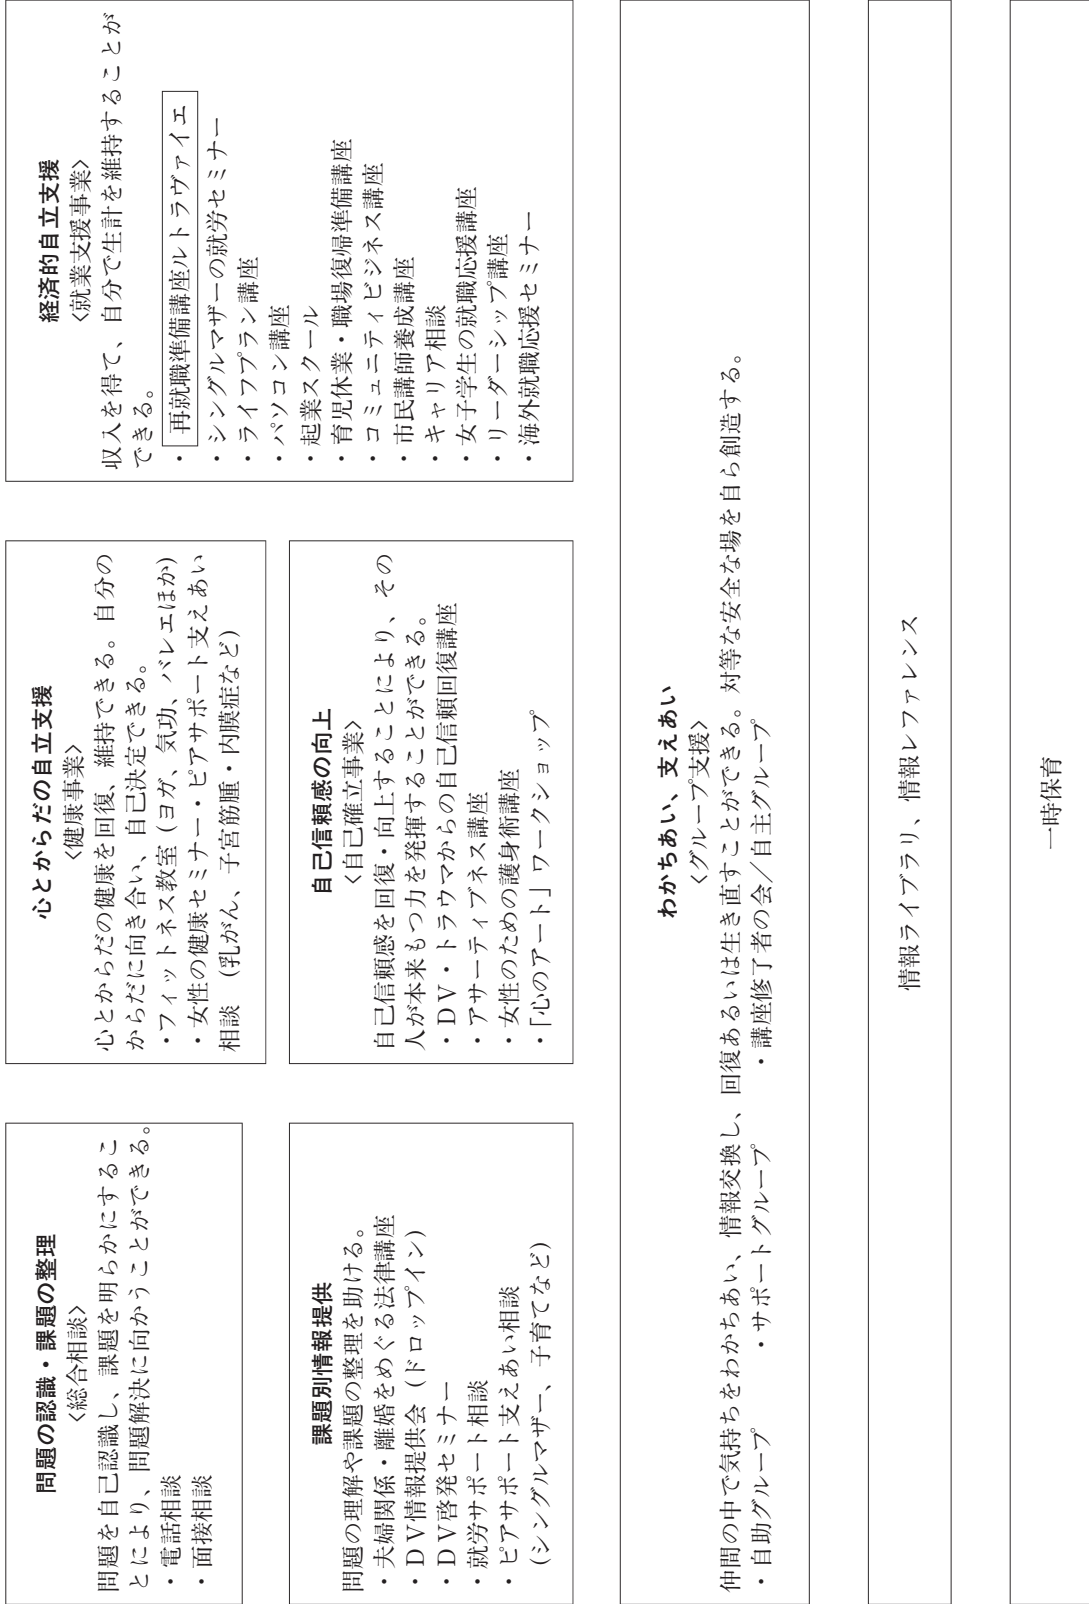 問題の認識・課題の整理
〈総合相談〉
問題を自己認識し、課題を明らかにするこ
とにより、問題解決に向かうことができる。
・電話相談
・面接相談
課題別情報提供
問題の理解や課題の整理を助ける。
・夫婦関係・離婚をめぐる法律講座
・DV情報提供会（ドロップイン）
・DV啓発セミナー
・就労サポート相談
・ピアサポート支えあい相談
（シングルマザー、子育てなど）
心とからだの自立支援
〈健康事業〉
心とからだの健康を回復、維持できる。自分の
からだに向き合い、自己決定できる。
・フィットネス教室（ヨガ、気功、バレエほか）
・女性の健康セミナー・ピアサポート支えあい
相談　（乳がん、子宮筋腫・内膜症など）
自己信頼感の向上
〈自己確立事業〉
自己信頼感を回復・向上することにより、その
人が本来もつ力を発揮することができる。
・DV・トラウマからの自己信頼回復講座
・アサーティブネス講座
・女性のための護身術講座
・「心のアート」ワークショップ
経済的自立支援
〈就業支援事業〉
収入を得て、自分で生計を維持することが
できる。
・再就職準備講座ルトラヴァイエ
・シングルマザーの就労セミナー
・ライフプラン講座
・パソコン講座
・起業スクール
・育児休業・職場復帰準備講座
・コミュニティビジネス講座
・市民講師養成講座
・キャリア相談
・女子学生の就職応援講座
・リーダーシップ講座
・海外就職応援セミナー
わかちあい、支えあい
〈グループ支援〉
仲間の中で気持ちをわかちあい、情報交換し、回復あるいは生き直すことができる。対等な安全な場を自ら創造する。
・自助グループ　・サポートグループ　・講座修了者の会／自主グループ
情報ライブラリ、情報レファレンス
一時保育